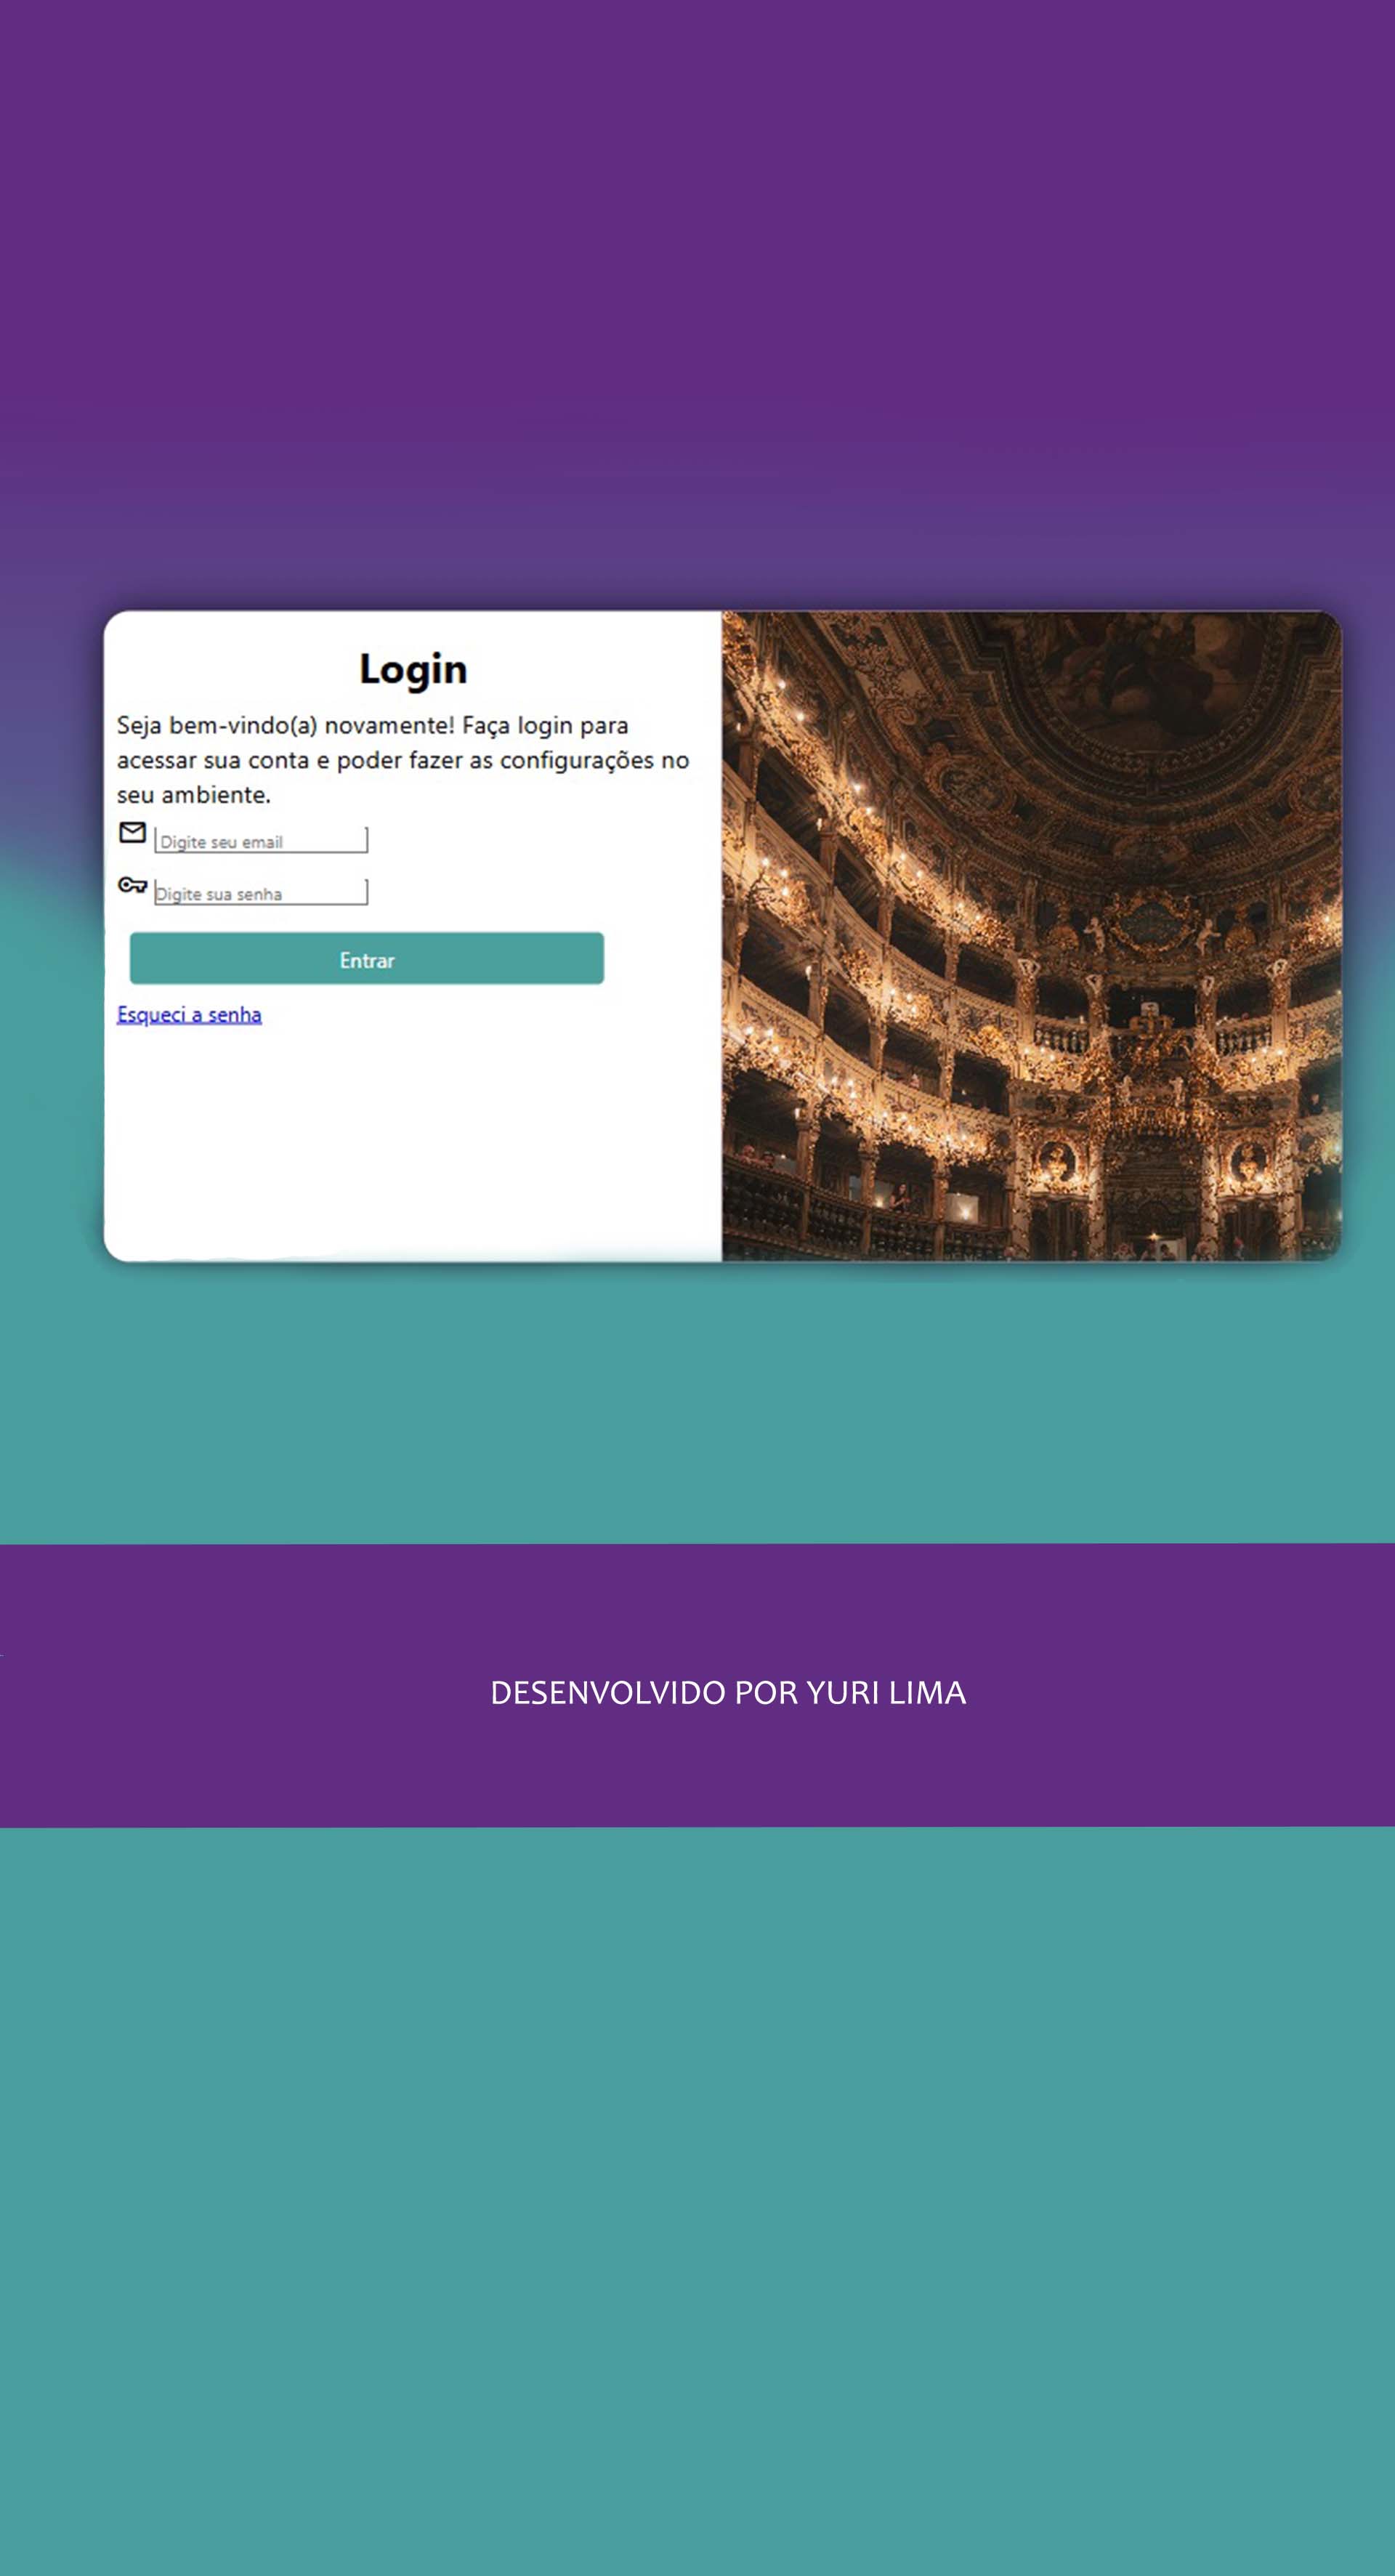 Login
Seja bem-vindo(a) novamente! Faça login para
acessar sua conta e poder fazer as configurações no
seu ambiente.
Digite seu email
Digite sua senha
Entrar
Esqueci a senha
DESENVOLVIDO POR YURI LIMA